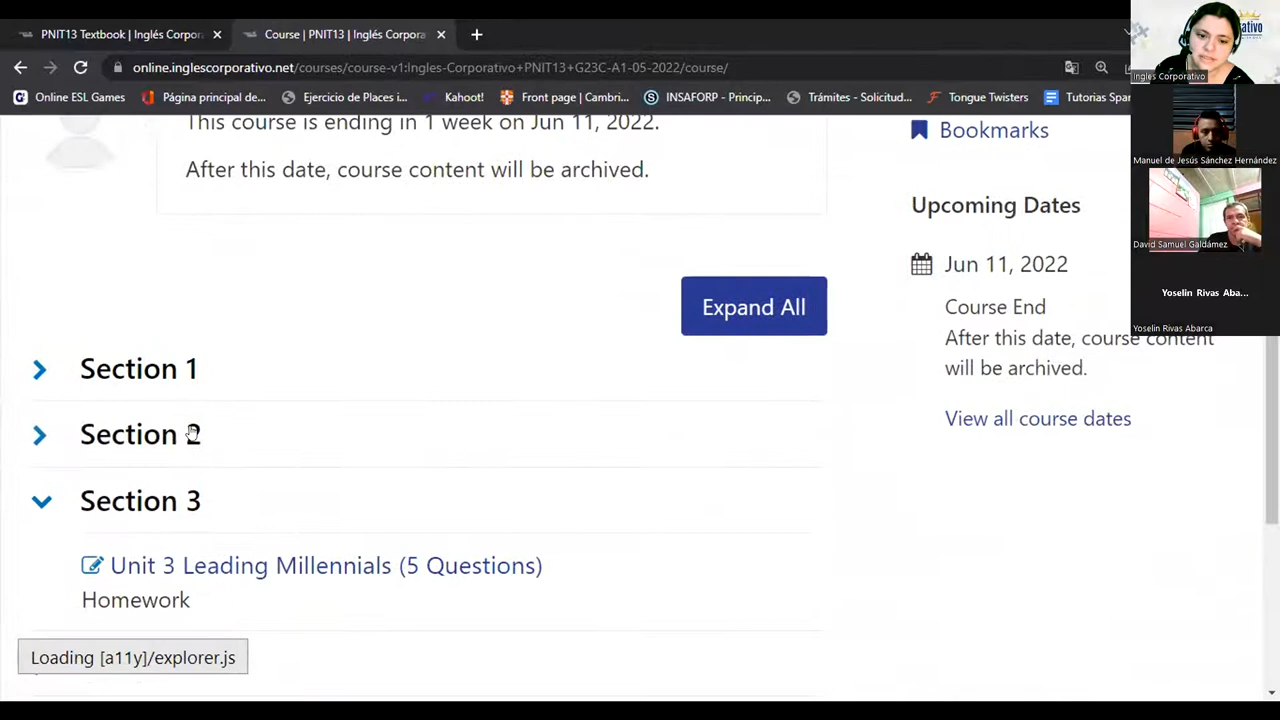 PNIT13 Textbook | Inglés Corpora
Course | PNIT13 | Inglés Corpora
online.inglescorporativo.net/courses/course-v1:Ingles-Corporativo+PNIT13+G23C-A1-05-2022/course/
Online ESL Games
Página principal de...
Ejercicio de Places i...
Kaho
Front page | Cambri...
INSAFORP - Princip...
Trámites - Solicitud...
Tongue Twisters
Tutorias Spar
ativo
Ingles Corporativo
Manuel de Jesús Sánchez Hernández
David Samuel Galdámez
Yoselin Rivas Aba...
Yoselin Rivas Abarca
This course is ending in 1 week on Jun 11, 2022.
After this date, course content will be archived.
Bookmarks
Upcoming Dates
Jun 11, 2022
Course End
After this date, course content
will be archived.
View all course dates
Expand All
Section 1
Section 2
Section 3
Unit 3 Leading Millennials (5 Questions)
Homework
Loading [a11y]/explorer.js